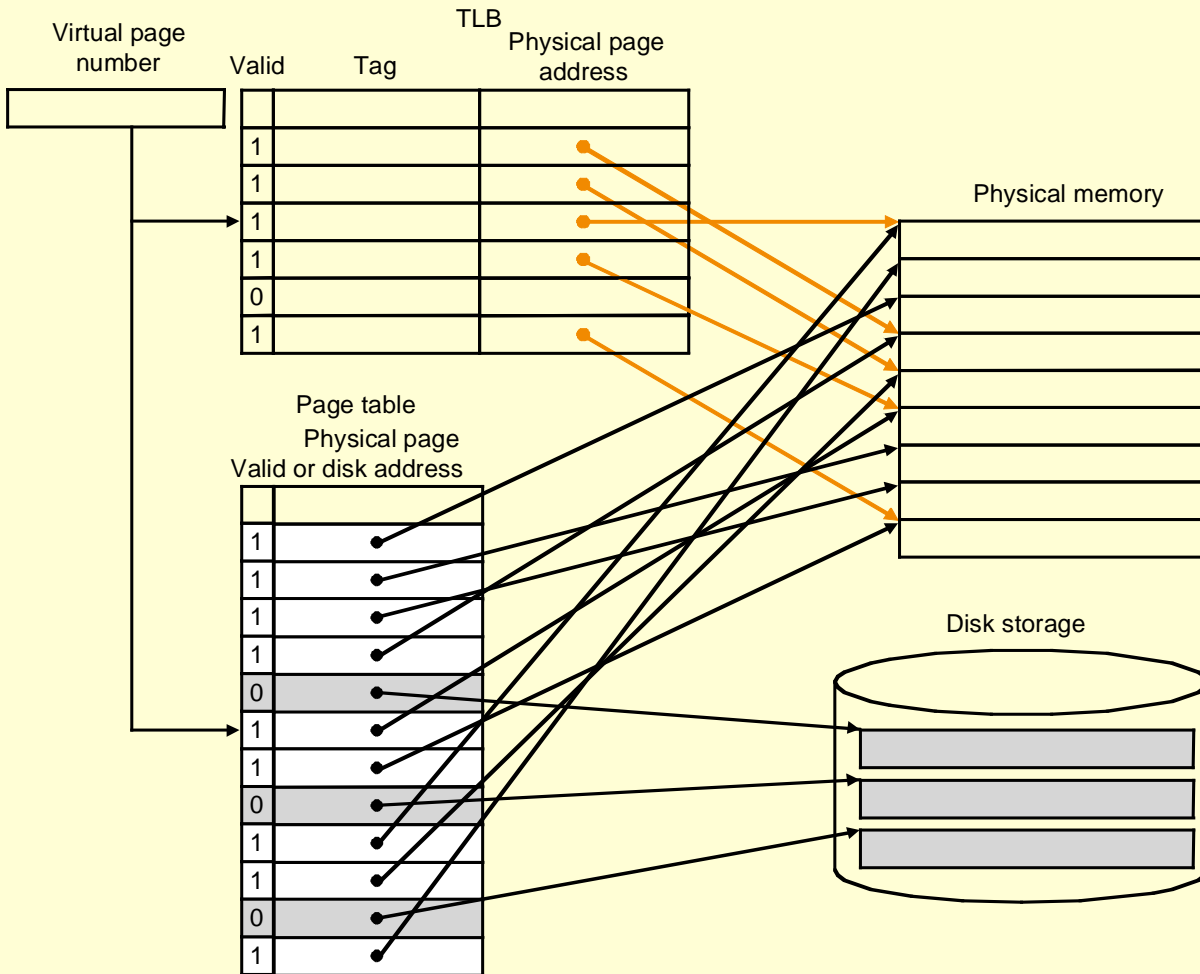 TLB
Virtual page
number
Valid
Tag
Physical page
address
1
1
1
1
0
1
Physical memory
Page table
Physical page
Valid or disk address
1
1
1
1
0
1
1
0
1
1
0
1
Disk storage